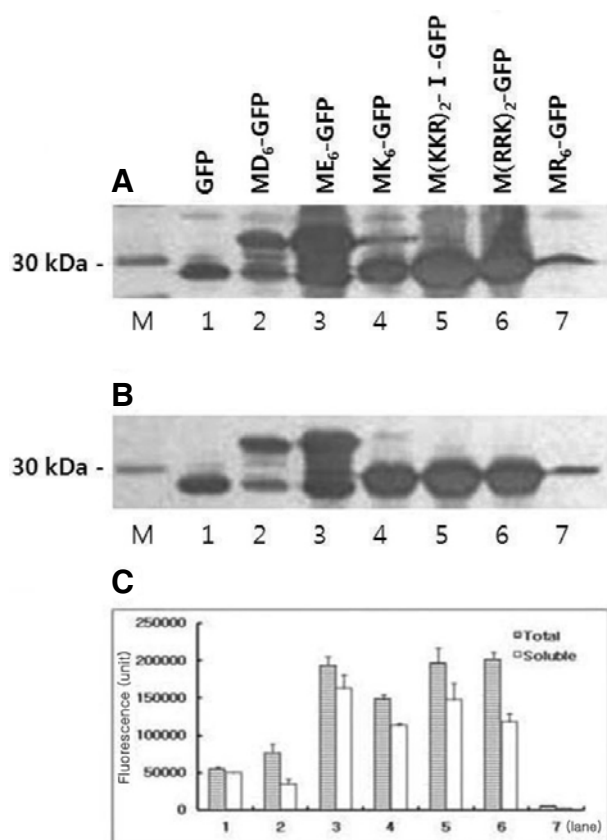 GFP
MD6-GFP
ME6-GFP
MK6-GFP
M(KKR)2- I -GFP
M(RRK)2-GFP
MR6-GFP
A
30 kDa -
M 1 2 3 4 5 6 7
B
30 kDa -
M 1 2 3 4 5 6 7
C
Fluorescence (unit)
250000
200000
150000
100000
50000
0
Total
Soluble
1 2 3 4 5 6 7 (lane)